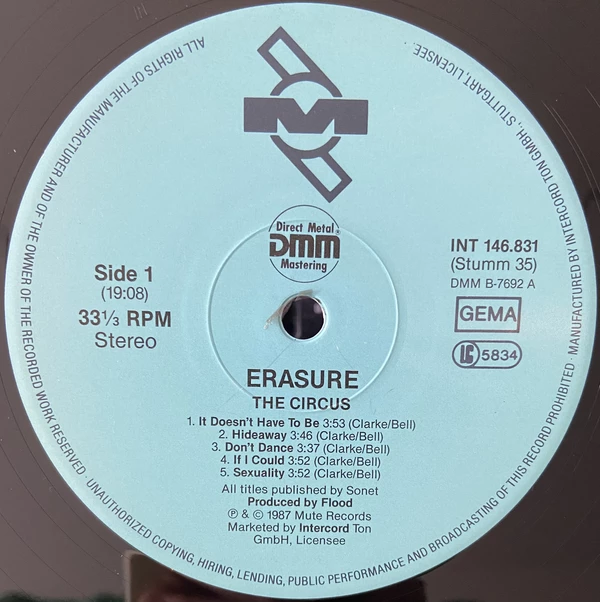 M
Direct Metal
DMM
Mastering
Side 1
(19:08)
33⅓ RPM
Stereo
INT 146.831
(Stumm 35)
DMM B-7692 A
GEMA
LC 5834
ERASURE
THE CIRCUS
1. It Doesn't Have To Be 3:53 (Clarke/Bell)
2. Hideaway 3:46 (Clarke/Bell)
3. Don't Dance 3:37 (Clarke/Bell)
4. If I Could 3:52 (Clarke/Bell)
5. Sexuality 3:52 (Clarke/Bell)
All titles published by Sonet
Produced by Flood
℗ & © 1987 Mute Records
Marketed by Intercord Ton
GmbH, Licensee
ALL RIGHTS OF THE MANUFACTURER AND OF THE OWNER OF THE RECORDED WORK RESERVED · UNAUTHORIZED COPYING, HIRING, LENDING, PUBLIC PERFORMANCE AND BROADCASTING OF THIS RECORD PROHIBITED · MANUFACTURED BY INTERCORD TON GMBH., STUTTGART, LICENSEE.